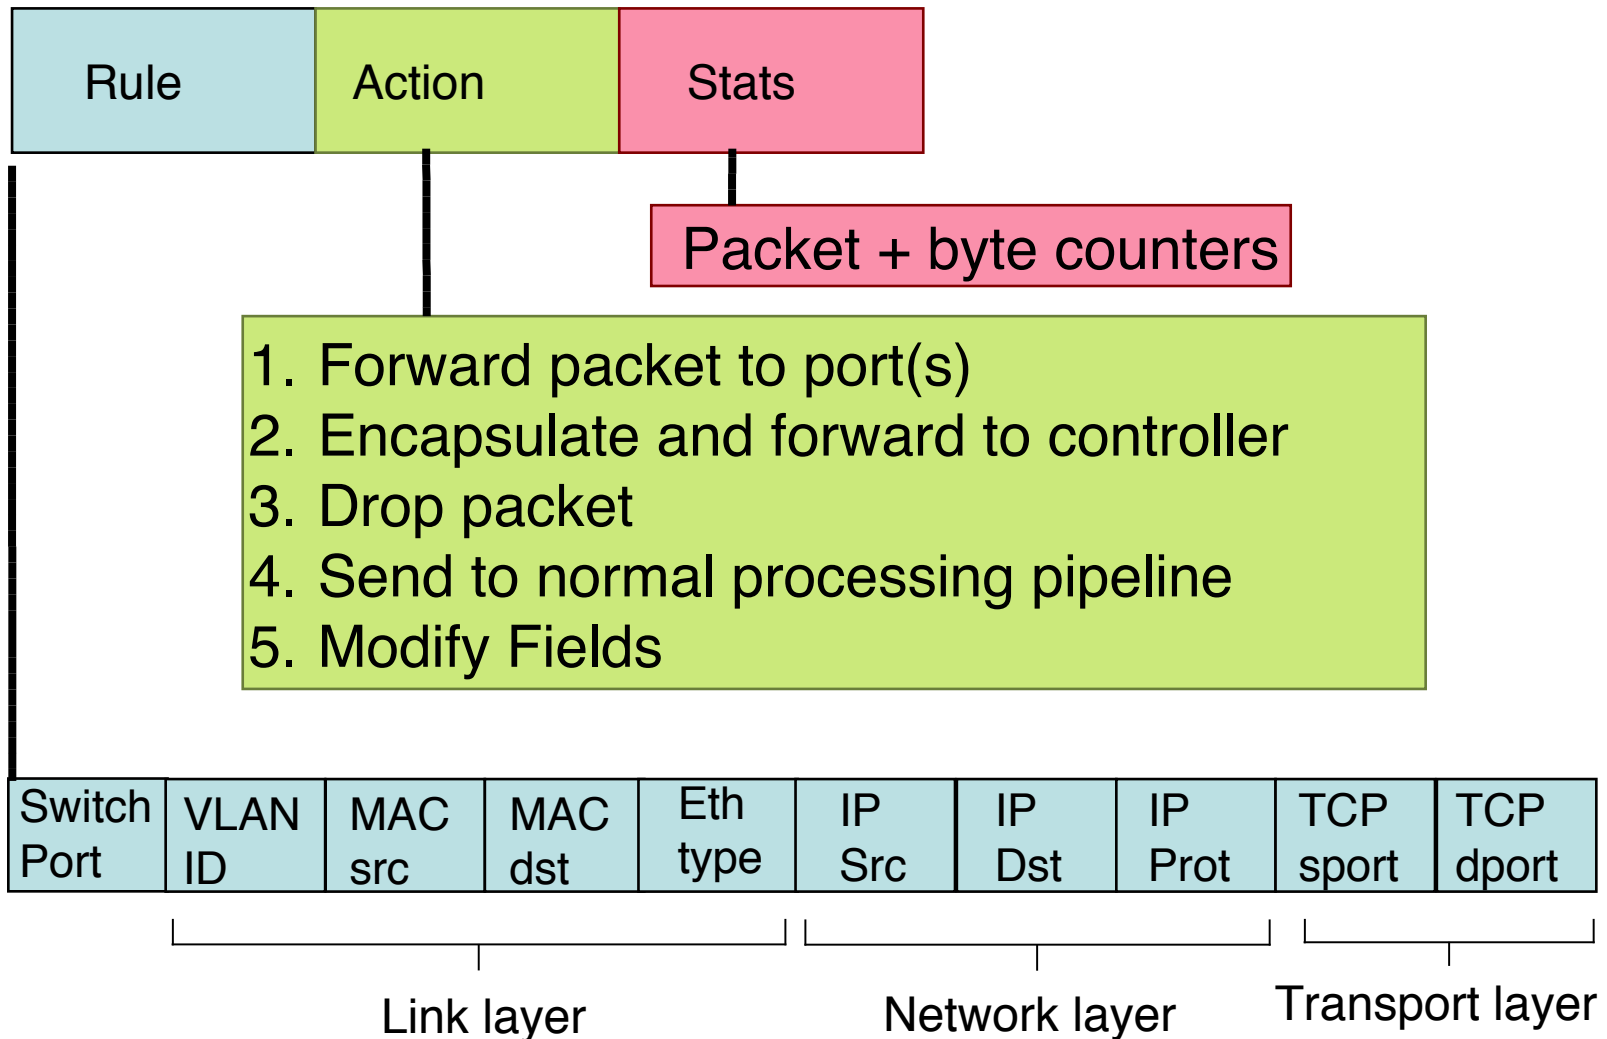 Rule
Action
Stats
Packet + byte counters
1. Forward packet to port(s)
2. Encapsulate and forward to controller
3. Drop packet
4. Send to normal processing pipeline
5. Modify Fields
Switch
Port
VLAN
ID
MAC
src
MAC
dst
Eth
type
IP
Src
IP
Dst
IP
Prot
TCP
sport
TCP
dport
Link layer
Network layer
Transport layer